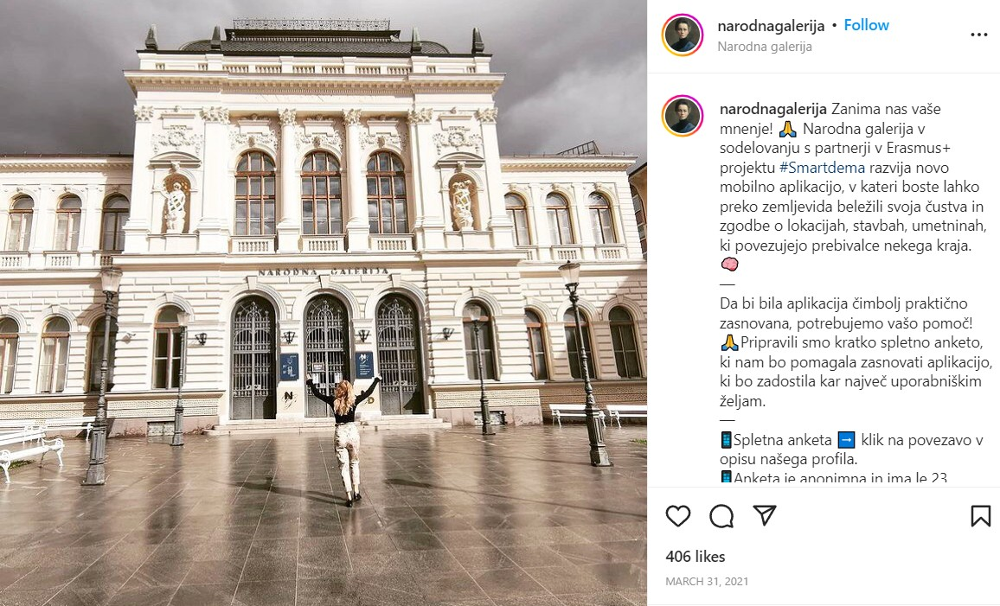 NARODNA GALERIJA
N
D
narodnagalerija • Follow
Narodna galerija
narodnagalerija Zanima nas vaše
mnenje! 🙏 Narodna galerija v
sodelovanju s partnerji v Erasmus+
projektu #Smartdema razvija novo
mobilno aplikacijo, v kateri boste lahko
preko zemljevida beležili svoja čustva in
zgodbe o lokacijah, stavbah, umetninah,
ki povezujejo prebivalce nekega kraja.
🧠
—
Da bi bila aplikacija čimbolj praktično
zasnovana, potrebujemo vašo pomoč!
🙏Pripravili smo kratko spletno anketo,
ki nam bo pomagala zasnovati aplikacijo,
ki bo zadostila kar največ uporabniškim
željam.
—
📱Spletna anketa ➡ klik na povezavo v
opisu našega profila.
📱Anketa je anonimna in ima le 23
406 likes
MARCH 31, 2021